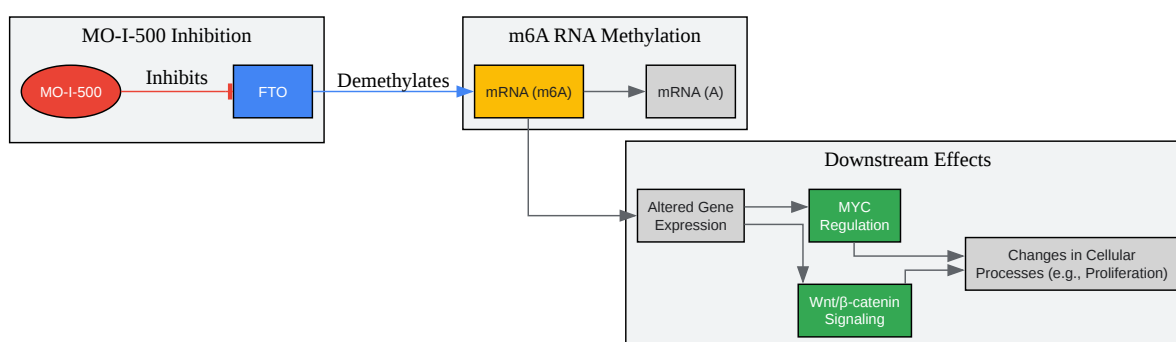 MO-I-500 Inhibition
MO-I-500
Inhibits
FTO
Demethylates
m6A RNA Methylation
mRNA (m6A)
mRNA (A)
Downstream Effects
Altered Gene
Expression
MYC
Regulation
Wnt/β-catenin
Signaling
Changes in Cellular
Processes (e.g., Proliferation)